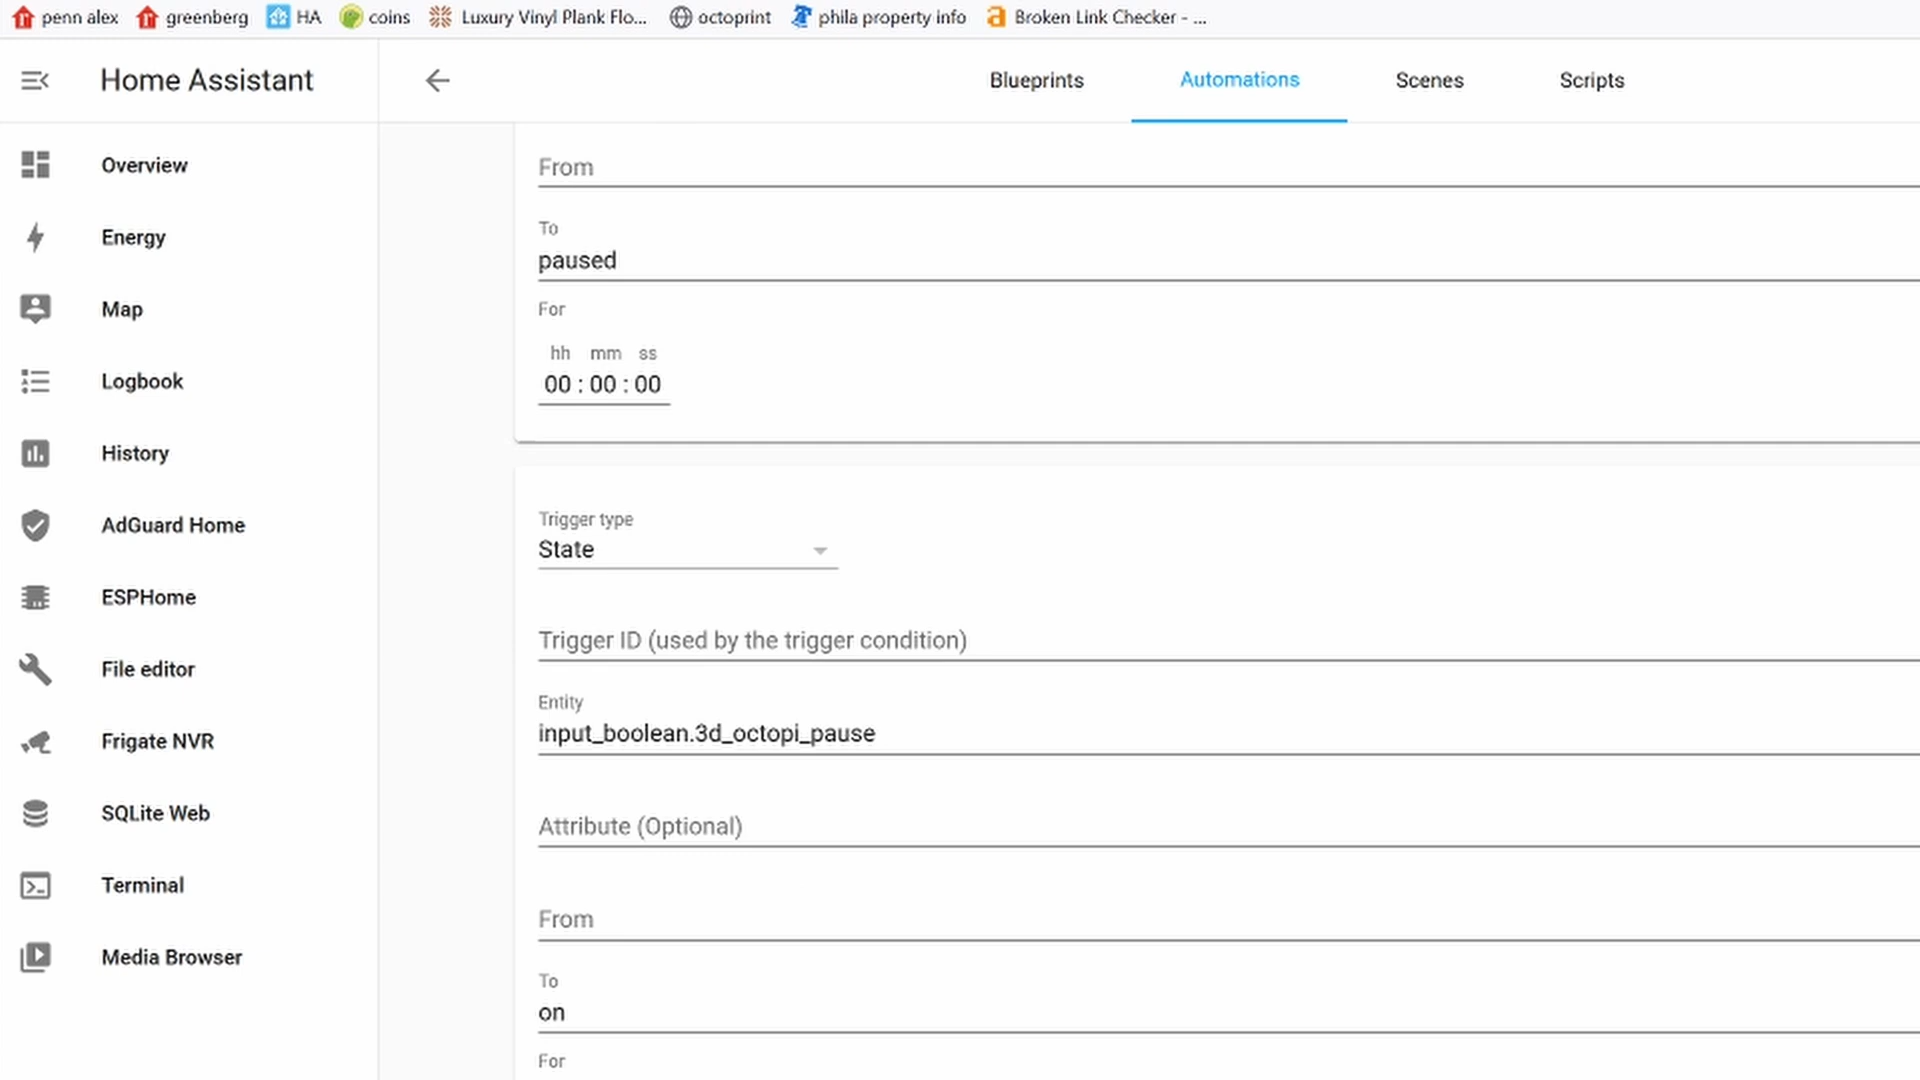 penn alex greenberg HA coins Luxury Vinyl Plank Flo... octoprint phila property info Broken Link Checker - ...
Home Assistant
Blueprints Automations Scenes Scripts
Overview
Energy
Map
Logbook
History
AdGuard Home
ESPHome
File editor
Frigate NVR
SQLite Web
Terminal
Media Browser
From
To
paused
For
hh mm ss
00 : 00 : 00
Trigger type
State
Trigger ID (used by the trigger condition)
Entity
input_boolean.3d_octopi_pause
Attribute (Optional)
From
To
on
For